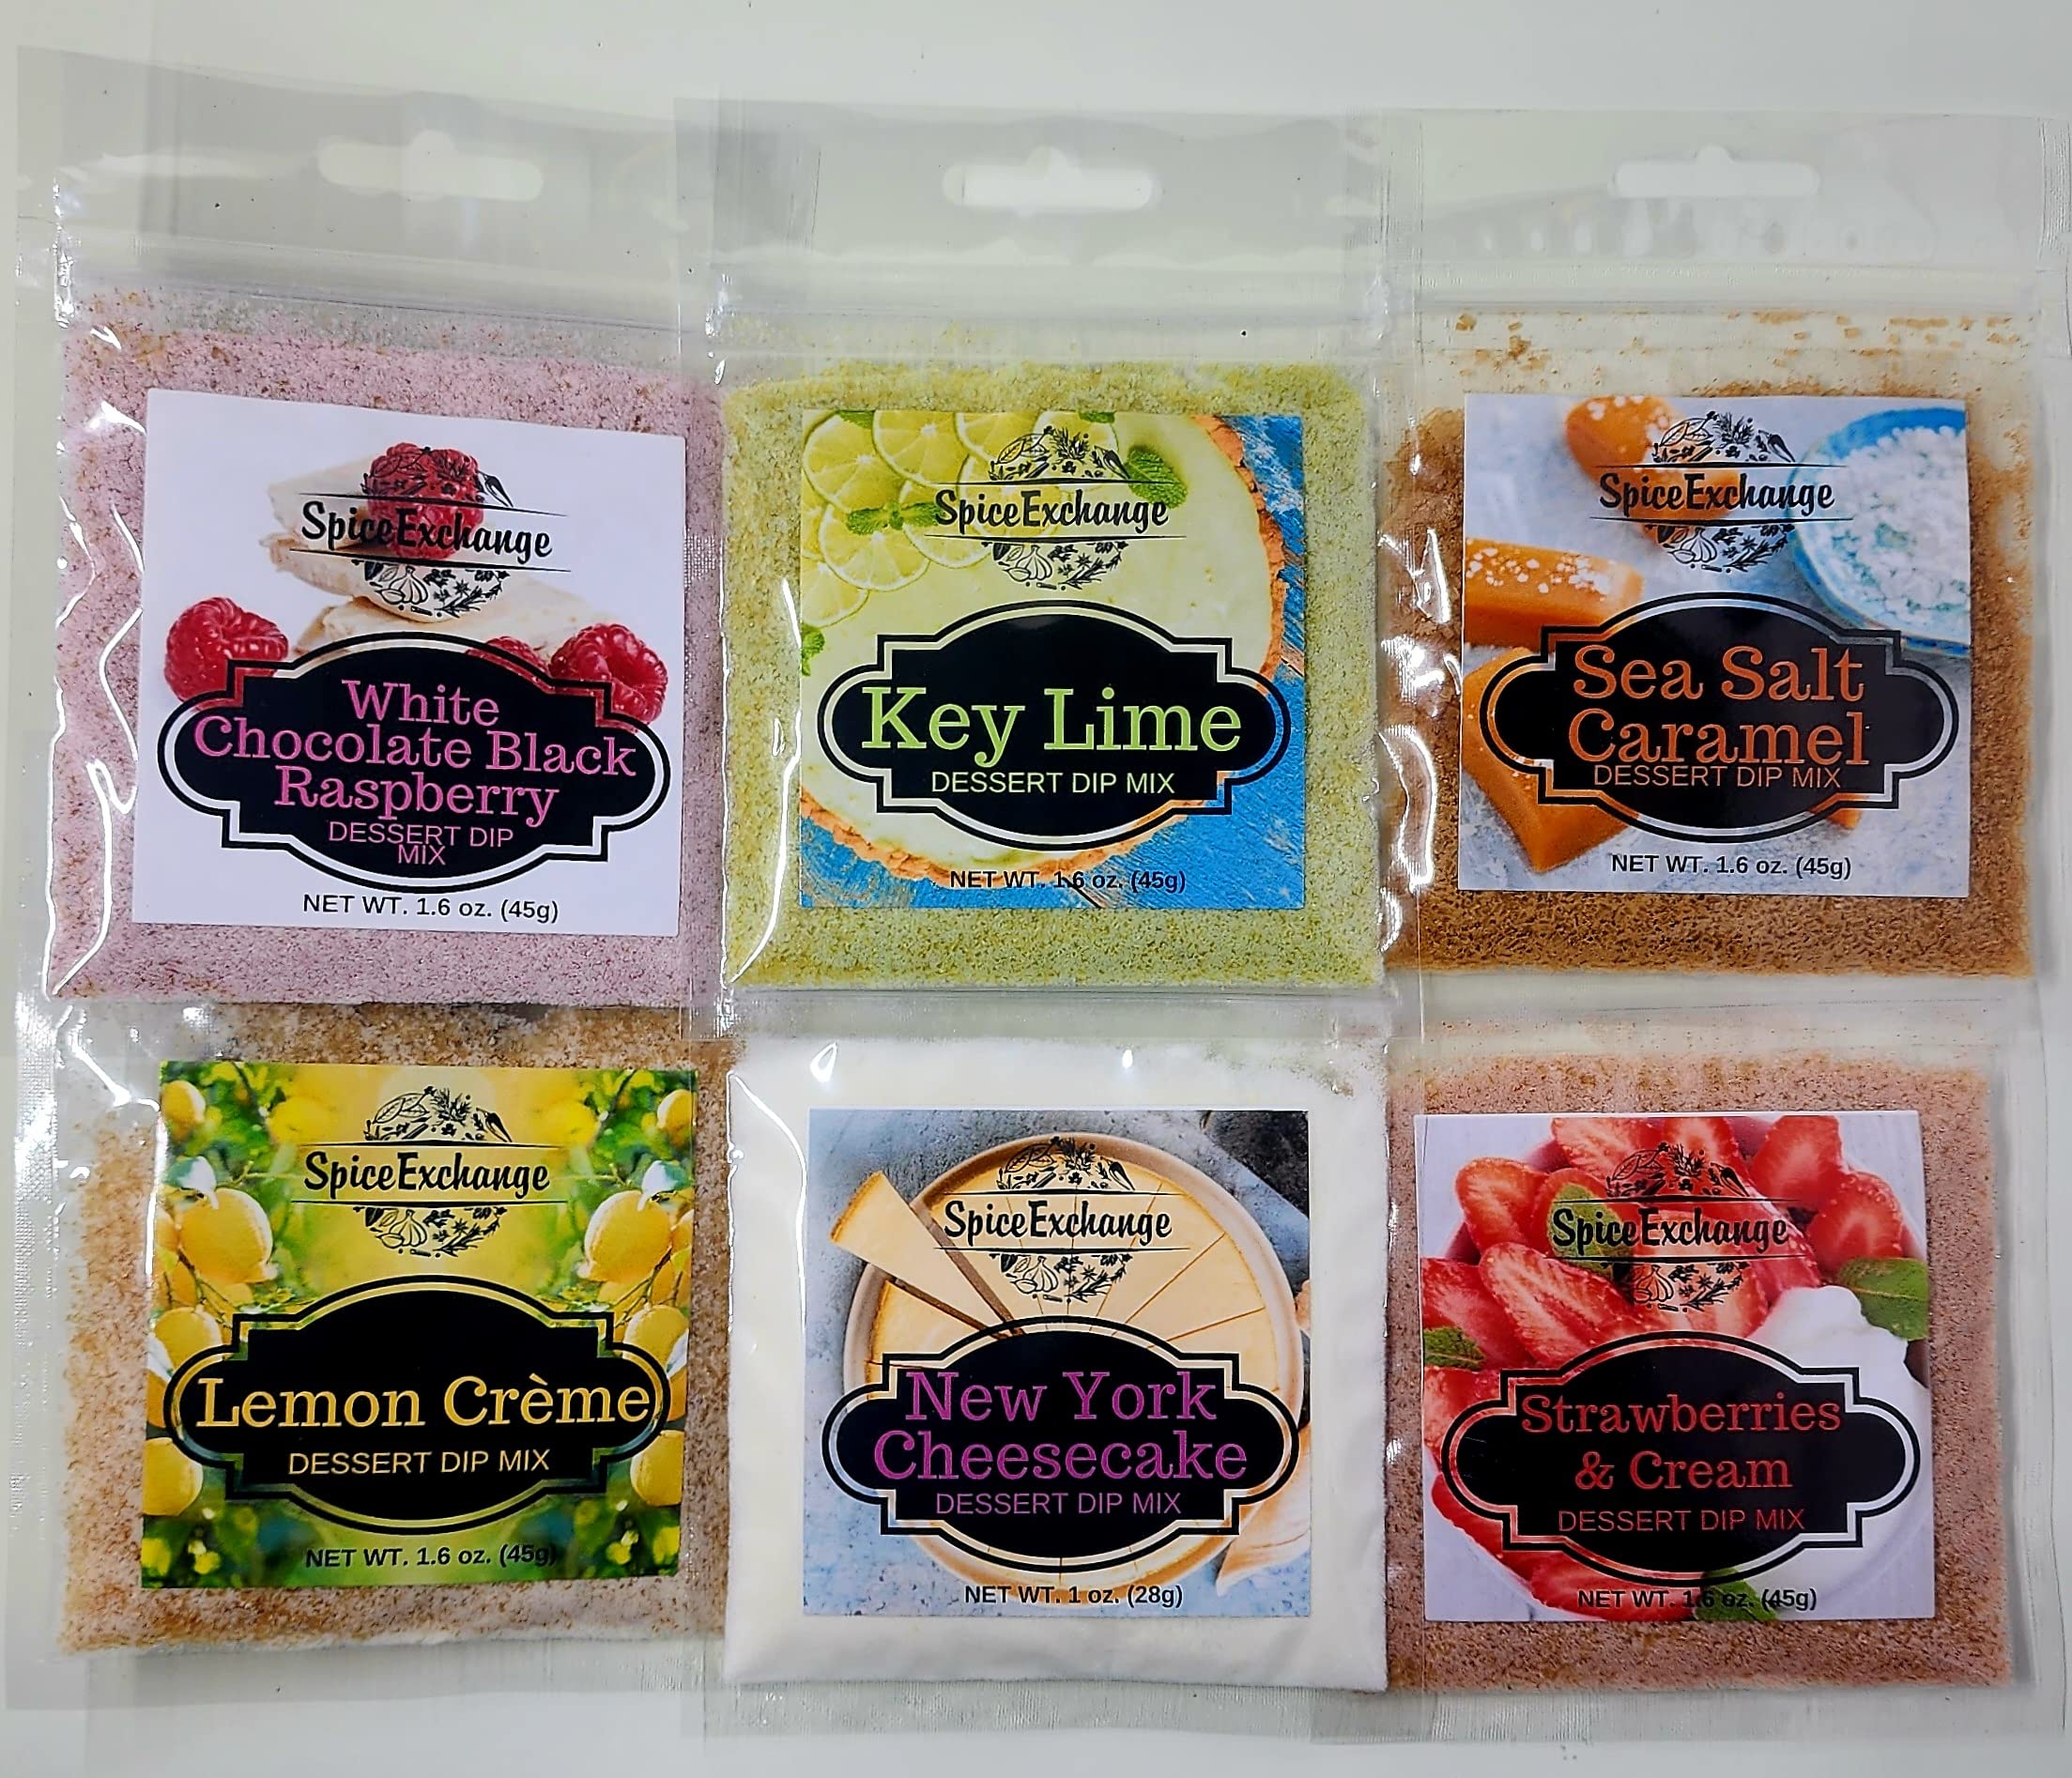 SpiceExchange
White
Chocolate Black
Raspberry
DESSERT DIP
MIX
NET WT. 1.6 oz. (45g)
SpiceExchange
Key Lime
DESSERT DIP MIX
NET WT. 1.6 oz. (45g)
SpiceExchange
Sea Salt
Caramel
DESSERT DIP MIX
NET WT. 1.6 oz. (45g)
SpiceExchange
Lemon Crème
DESSERT DIP MIX
NET WT. 1.6 oz. (45g)
SpiceExchange
New York
Cheesecake
DESSERT DIP MIX
NET WT. 1 oz. (28g)
SpiceExchange
Strawberries
& Cream
DESSERT DIP MIX
NET WT. 1.6 oz. (45g)